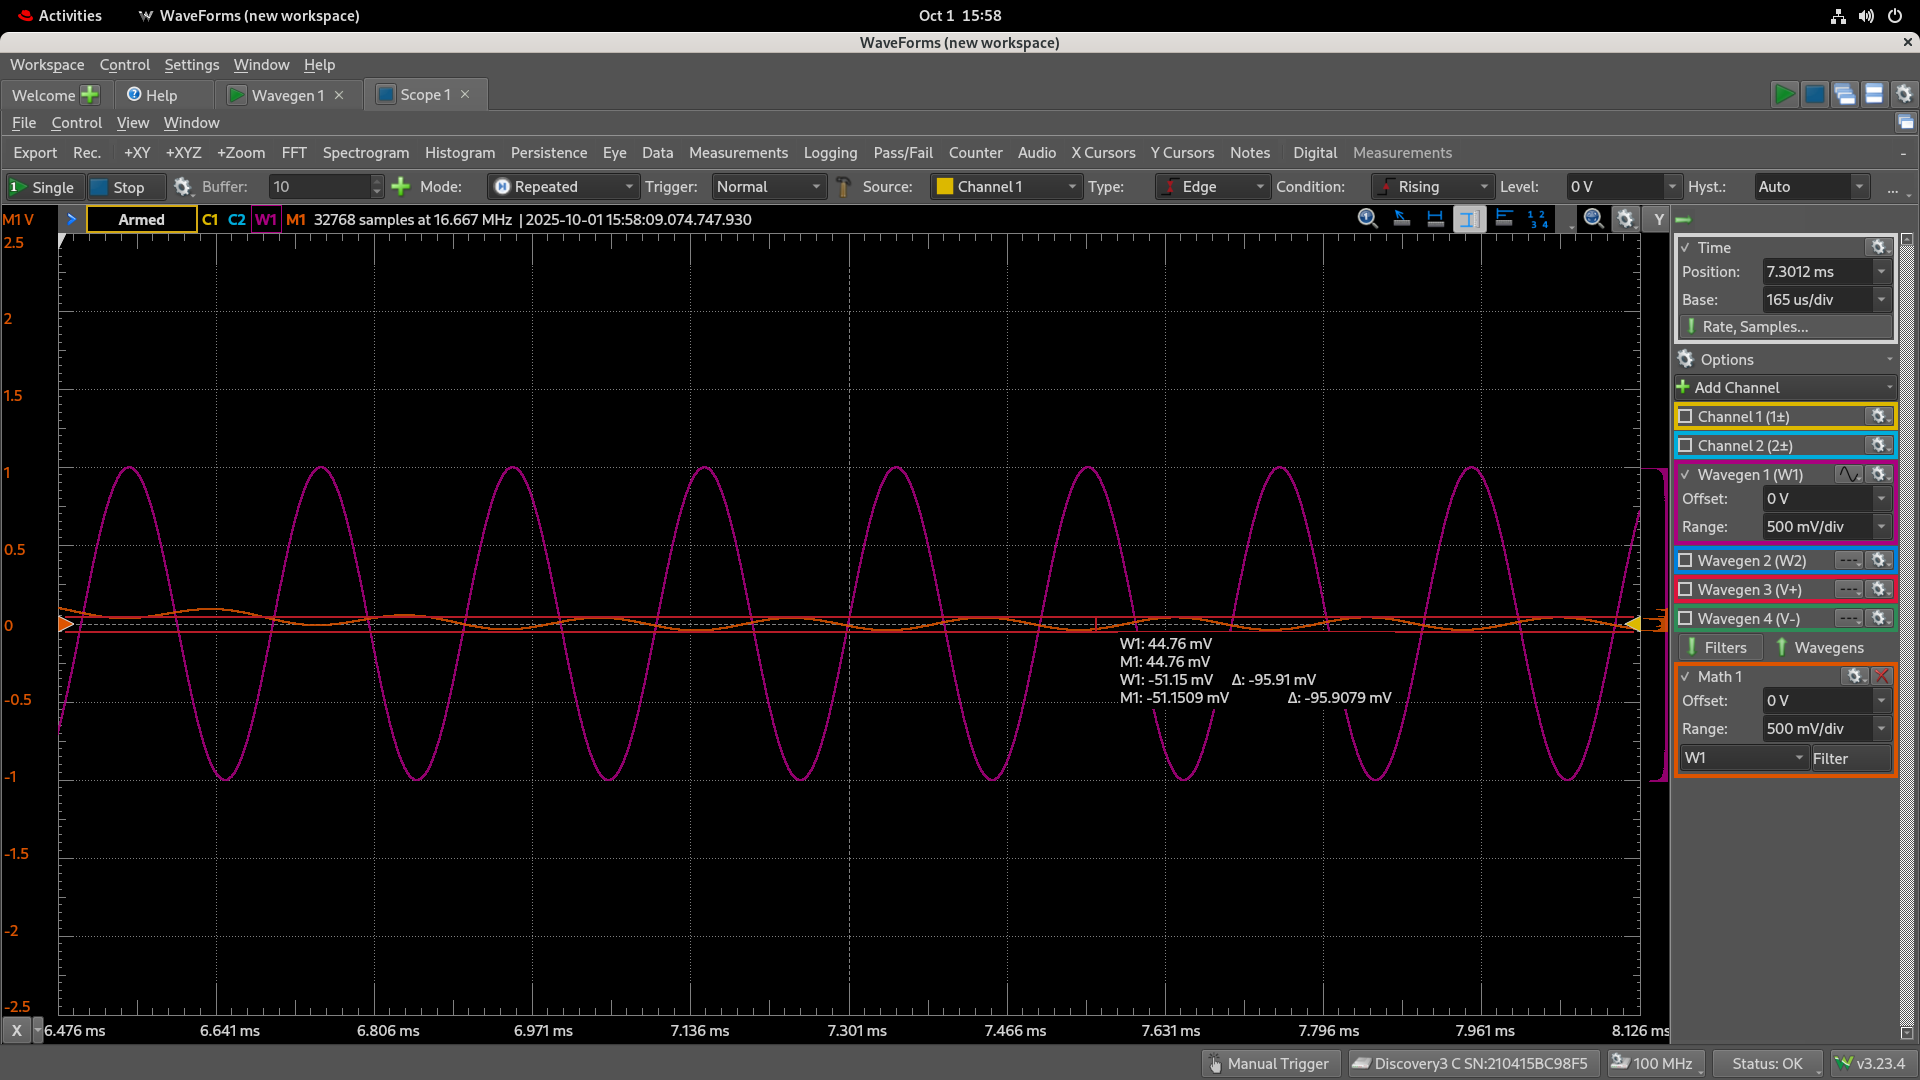 Activities WaveForms (new workspace) Oct 1 15:58
WaveForms (new workspace)
Workspace Control Settings Window Help
Welcome Help Wavegen 1 Scope 1
File Control View Window
Export Rec. +XY +XYZ +Zoom FFT Spectrogram Histogram Persistence Eye Data Measurements Logging Pass/Fail Counter Audio X Cursors Y Cursors Notes Digital Measurements
Single Stop Buffer: 10 Mode: Repeated Trigger: Normal Source: Channel 1 Type: Edge Condition: Rising Level: 0 V Hyst.: Auto ...
M1 V Armed C1 C2 W1 M1 32768 samples at 16.667 MHz | 2025-10-01 15:58:09.074.747.930 Y
2.5
2
1.5
1
0.5
0
-0.5
-1
-1.5
-2
-2.5
W1: 44.76 mV
M1: 44.76 mV
W1: -51.15 mV Δ: -95.91 mV
M1: -51.1509 mV Δ: -95.9079 mV
X 6.476 ms 6.641 ms 6.806 ms 6.971 ms 7.136 ms 7.301 ms 7.466 ms 7.631 ms 7.796 ms 7.961 ms 8.126 ms
Time
Position: 7.3012 ms
Base: 165 us/div
Rate, Samples...
Options
Add Channel
Channel 1 (1±)
Channel 2 (2±)
Wavegen 1 (W1)
Offset: 0 V
Range: 500 mV/div
Wavegen 2 (W2) ---
Wavegen 3 (V+) ---
Wavegen 4 (V-) ---
Filters Wavegens
Math 1
Offset: 0 V
Range: 500 mV/div
W1 Filter
Manual Trigger Discovery3 C SN:210415BC98F5 100 MHz Status: OK v3.23.4